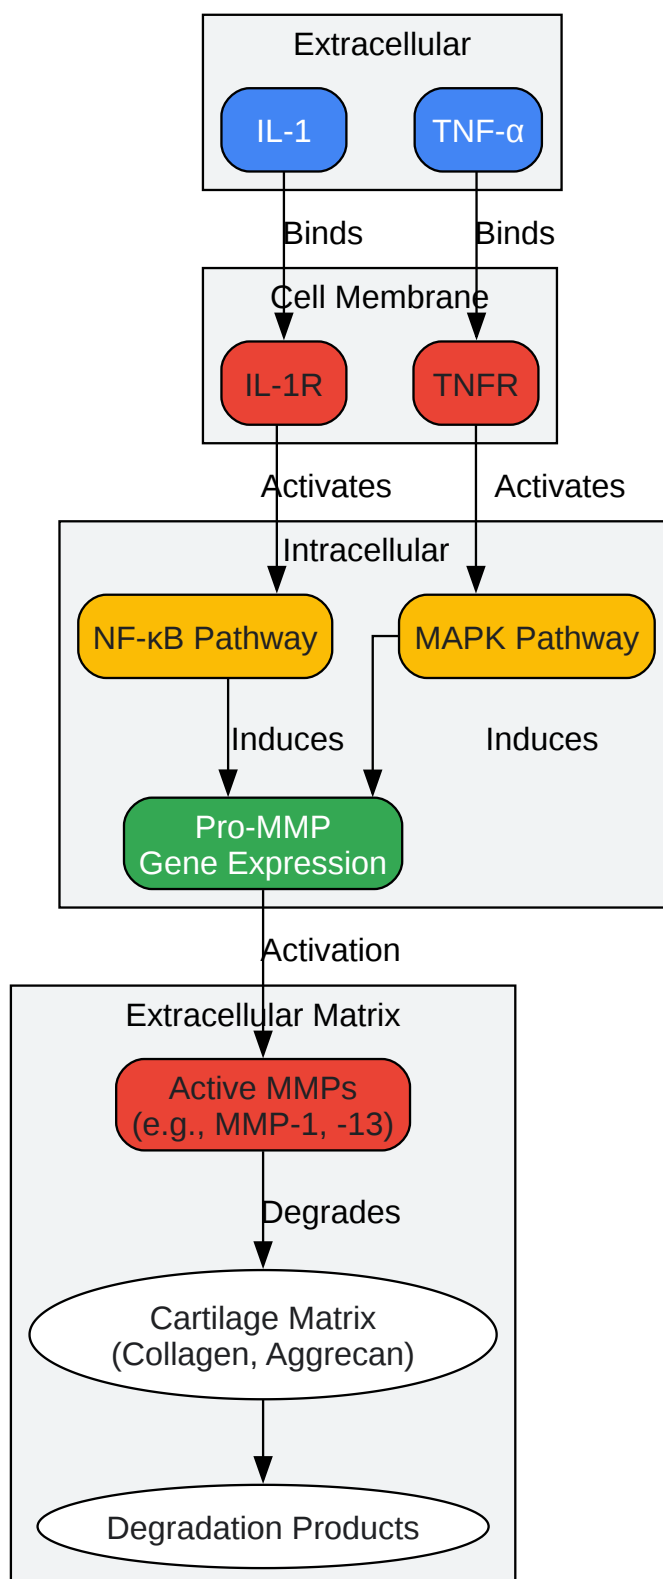 Extracellular
IL-1
TNF-α
Binds
Binds
Cell Membrane
IL-1R
TNFR
Activates
Activates
Intracellular
NF-κB Pathway
MAPK Pathway
Induces
Induces
Pro-MMP
Gene Expression
Activation
Extracellular Matrix
Active MMPs
(e.g., MMP-1, -13)
Degrades
Cartilage Matrix
(Collagen, Aggrecan)
Degradation Products